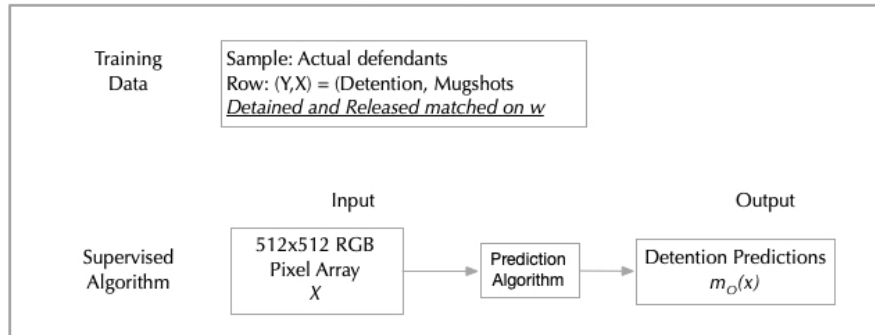 Training
Data
Sample: Actual defendants
Row: (Y,X) = (Detention, Mugshots
Detained and Released matched on w
Input
Output
Supervised
Algorithm
512x512 RGB
Pixel Array
X
Prediction
Algorithm
Detention Predictions
m_O(x)